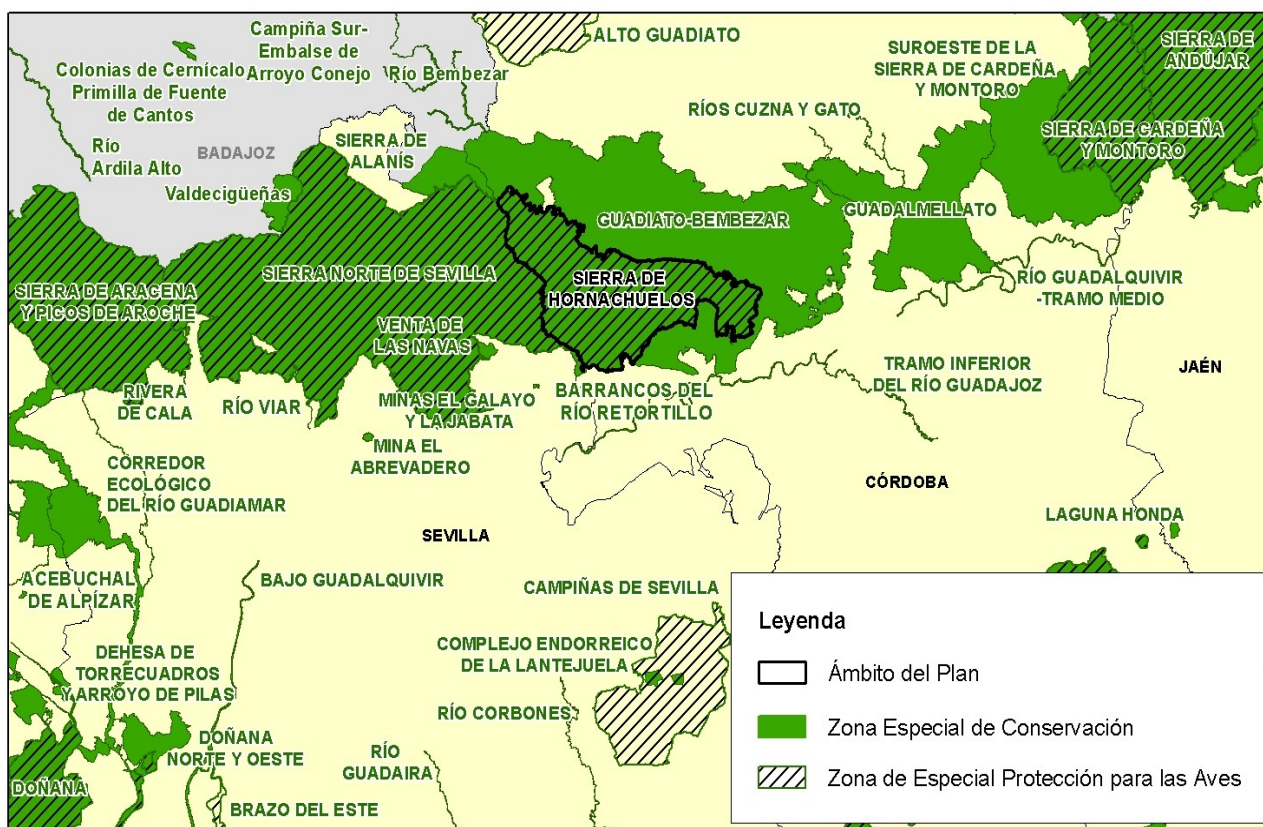 Campiña Sur-
Embalse de
Arroyo Conejo
Colonias de Cernícalo
Primilla de Fuente
de Cantos
Río Bembezar
ALTO GUADIATO
SUROESTE DE LA
SIERRA DE CARDEÑA
Y MONTORO
SIERRA DE
ANDÚJAR
RÍOS CUZNA Y GATO
Río
Ardila Alto
BADAJOZ
SIERRA DE
ALANÍS
SIERRA DE CARDEÑA
Y MONTORO
Valdecigüeñas
GUADIATO-BEMBEZAR
GUADALMELLATO
SIERRA NORTE DE SEVILLA
SIERRA DE
HORNACHUELOS
RÍO GUADALQUIVIR
-TRAMO MEDIO
SIERRA DE ARACENA
Y PICOS DE AROCHE
VENTA DE
LAS NAVAS
TRAMO INFERIOR
DEL RÍO GUADAJOZ
JAÉN
RIVERA
DE CALA
RÍO VIAR
MINAS EL GALAYO
Y LA JABATA
BARRANCOS DEL
RÍO RETORTILLO
MINA EL
ABREVADERO
CORREDOR
ECOLÓGICO
DEL RÍO GUADIAMAR
CÓRDOBA
SEVILLA
LAGUNA HONDA
ACEBUCHAL
DE ALPÍZAR
BAJO GUADALQUIVIR
CAMPIÑAS DE SEVILLA
COMPLEJO ENDORREICO
DE LA LANTEJUELA
DEHESA DE
TORRECUADROS
Y ARROYO DE PILAS
RÍO CORBONES
DOÑANA
NORTE Y OESTE
RÍO
GUADAIRA
DOÑANA
BRAZO DEL ESTE
Leyenda
Ámbito del Plan
Zona Especial de Conservación
Zona de Especial Protección para las Aves